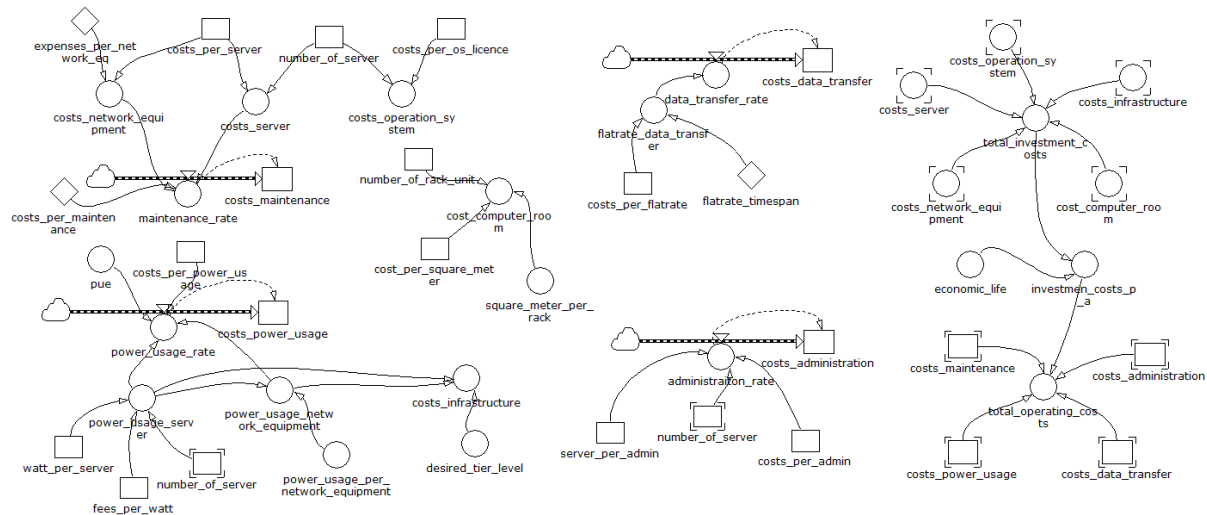 expenses_per_net
work_eq
costs_per_server
number_of_server
costs_per_os_licence
costs_network_equi
pment
costs_server
costs_operation_sy
stem
costs_per_mainten
ance
maintenance_rate
costs_maintenance
number_of_rack_unit
cost_computer_roo
m
cost_per_square_met
er
square_meter_per_
rack
pue
costs_per_power_us
age
costs_power_usage
power_usage_rate
power_usage_serv
er
power_usage_netw
ork_equipment
costs_infrastructure
watt_per_server
fees_per_watt
number_of_server
power_usage_per_
network_equipment
desired_tier_level
costs_data_transfer
data_transfer_rate
flatrate_data_transf
er
costs_per_flatrate
flatrate_timespan
costs_administration
administraiton_rate
server_per_admin
number_of_server
costs_per_admin
costs_operation_sy
stem
costs_server
costs_infrastructure
total_investment_c
osts
costs_network_equi
pment
cost_computer_roo
m
economic_life
investmen_costs_p
_a
costs_maintenance
costs_administration
total_operating_cos
ts
costs_power_usage
costs_data_transfer